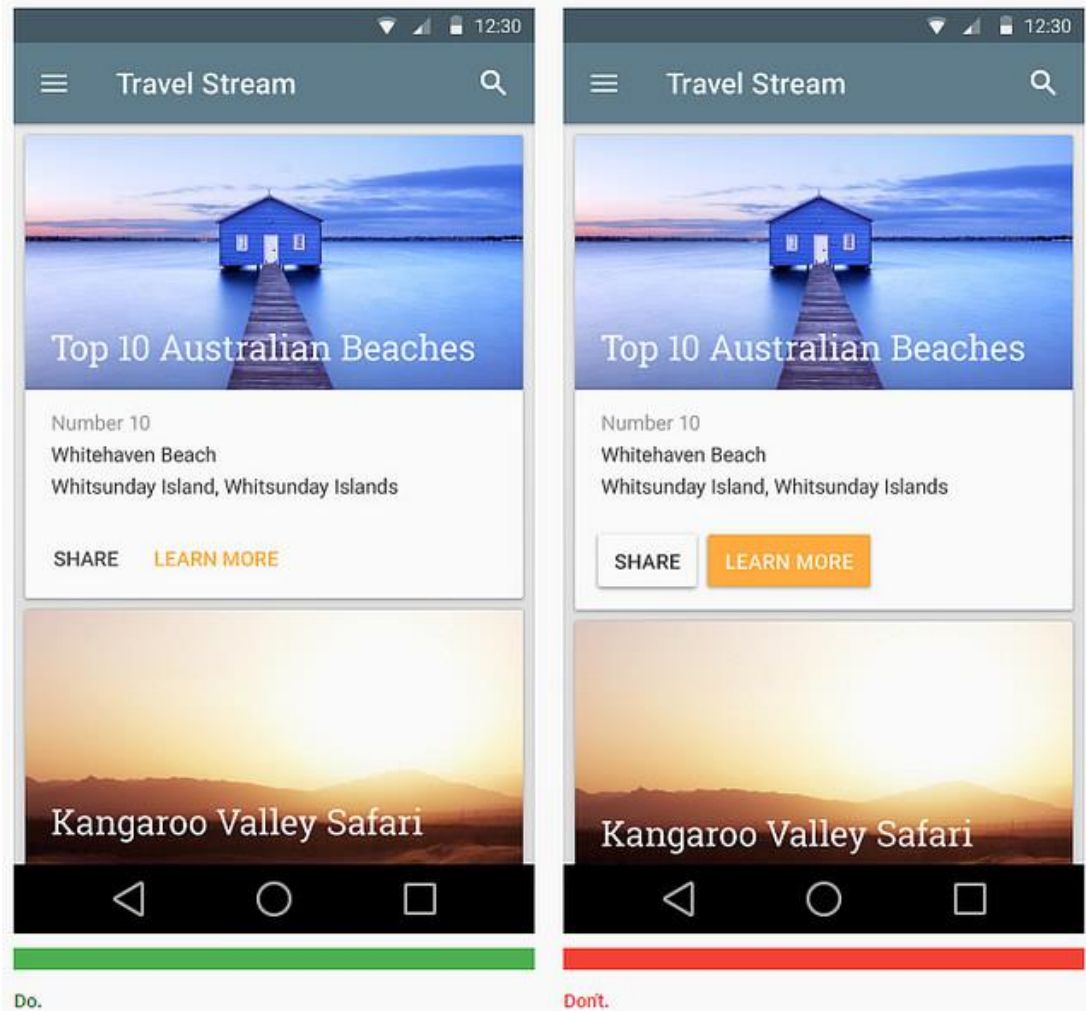 12:30
Travel Stream
Top 10 Australian Beaches
Number 10
Whitehaven Beach
Whitsunday Island, Whitsunday Islands
SHARE LEARN MORE
Kangaroo Valley Safari
Do.
12:30
Travel Stream
Top 10 Australian Beaches
Number 10
Whitehaven Beach
Whitsunday Island, Whitsunday Islands
SHARE LEARN MORE
Kangaroo Valley Safari
Don't.